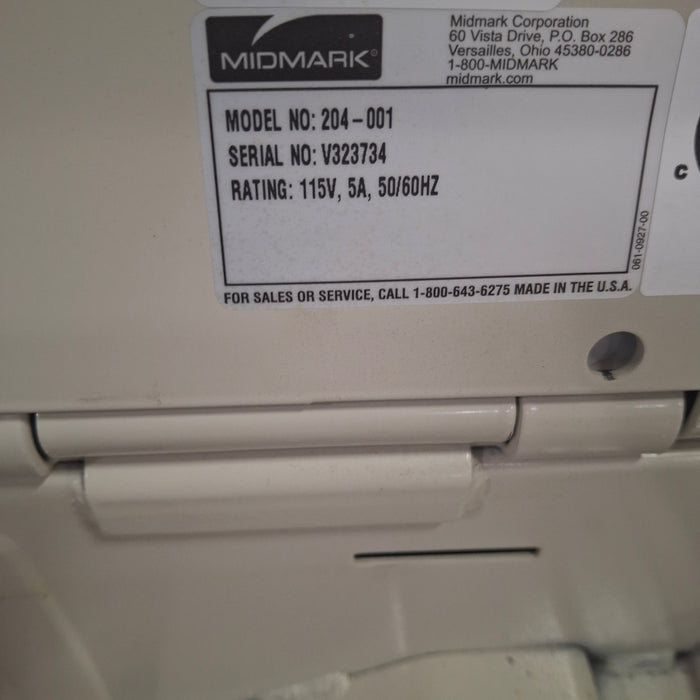 MIDMARK®
Midmark Corporation
60 Vista Drive, P.O. Box 286
Versailles, Ohio 45380-0286
1-800-MIDMARK
midmark.com
MODEL NO: 204-001
SERIAL NO: V323734
RATING: 115V, 5A, 50/60HZ
061-0927-00
FOR SALES OR SERVICE, CALL 1-800-643-6275 MADE IN THE U.S.A.
C